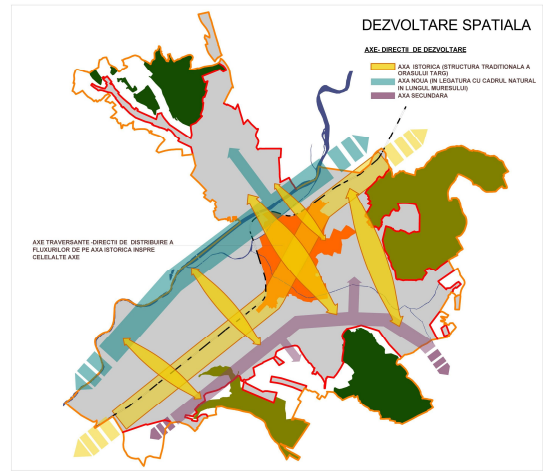 DEZVOLTARE SPATIALA
AXE- DIRECTII DE DEZVOLTARE
AXA ISTORICA (STRUCTURA TRADITIONALA A
ORASULUI TARG)
AXA NOUA (IN LEGATURA CU CADRUL NATURAL
IN LUNGUL MURESULUI)
AXA SECUNDARA
AXE TRAVERSANTE -DIRECTII DE DISTRIBUIRE A
FLUXURILOR DE PE AXA ISTORICA INSPRE
CELELALTE AXE